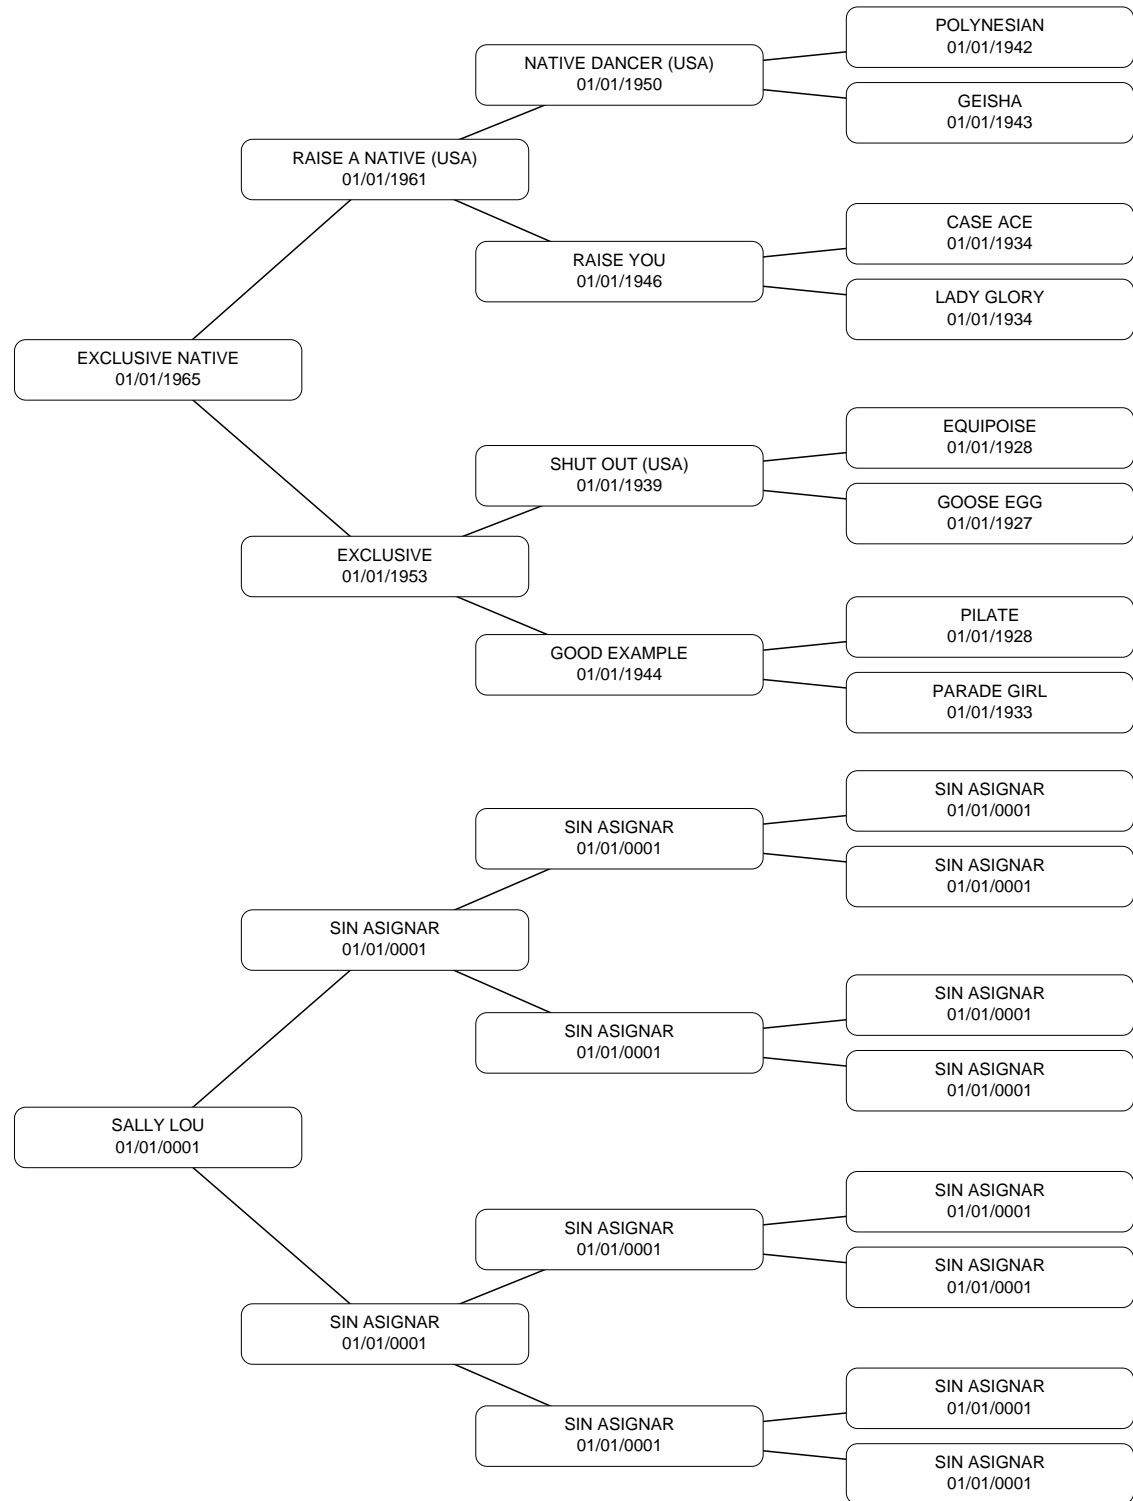 POLYNESIAN
01/01/1942
NATIVE DANCER (USA)
01/01/1950
GEISHA
01/01/1943
RAISE A NATIVE (USA)
01/01/1961
CASE ACE
01/01/1934
RAISE YOU
01/01/1946
LADY GLORY
01/01/1934
EXCLUSIVE NATIVE
01/01/1965
EQUIPOISE
01/01/1928
SHUT OUT (USA)
01/01/1939
GOOSE EGG
01/01/1927
EXCLUSIVE
01/01/1953
PILATE
01/01/1928
GOOD EXAMPLE
01/01/1944
PARADE GIRL
01/01/1933
SIN ASIGNAR
01/01/0001
SIN ASIGNAR
01/01/0001
SIN ASIGNAR
01/01/0001
SIN ASIGNAR
01/01/0001
SIN ASIGNAR
01/01/0001
SIN ASIGNAR
01/01/0001
SIN ASIGNAR
01/01/0001
SALLY LOU
01/01/0001
SIN ASIGNAR
01/01/0001
SIN ASIGNAR
01/01/0001
SIN ASIGNAR
01/01/0001
SIN ASIGNAR
01/01/0001
SIN ASIGNAR
01/01/0001
SIN ASIGNAR
01/01/0001
SIN ASIGNAR
01/01/0001